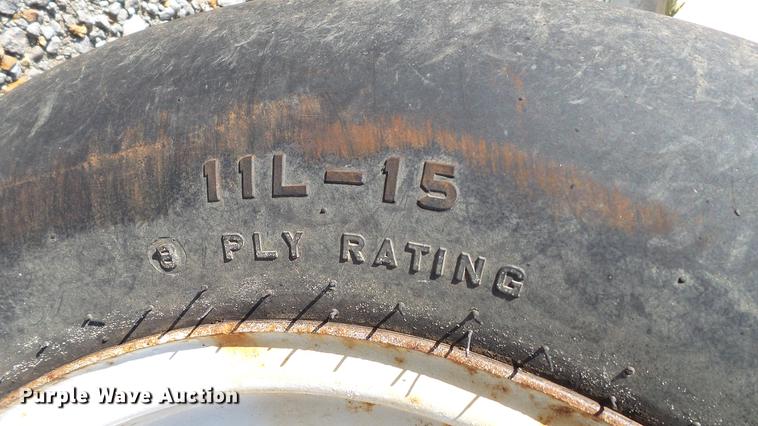 11L-15
8 PLY RATING
Purple Wave Auction